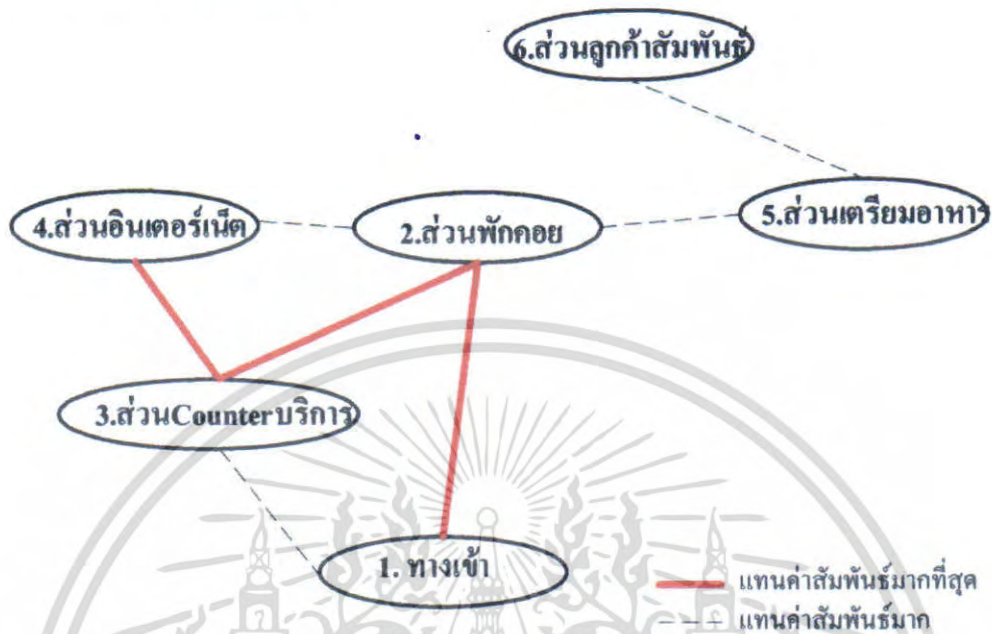 6.ส่วนลูกค้าสัมพันธ์
4.ส่วนอินเตอร์เน็ต
2.ส่วนพักคอย
5.ส่วนเตรียมอาหาร
3.ส่วนCounterบริการ
1. ทางเข้า
แทนค่าสัมพันธ์มากที่สุด
แทนค่าสัมพันธ์มาก